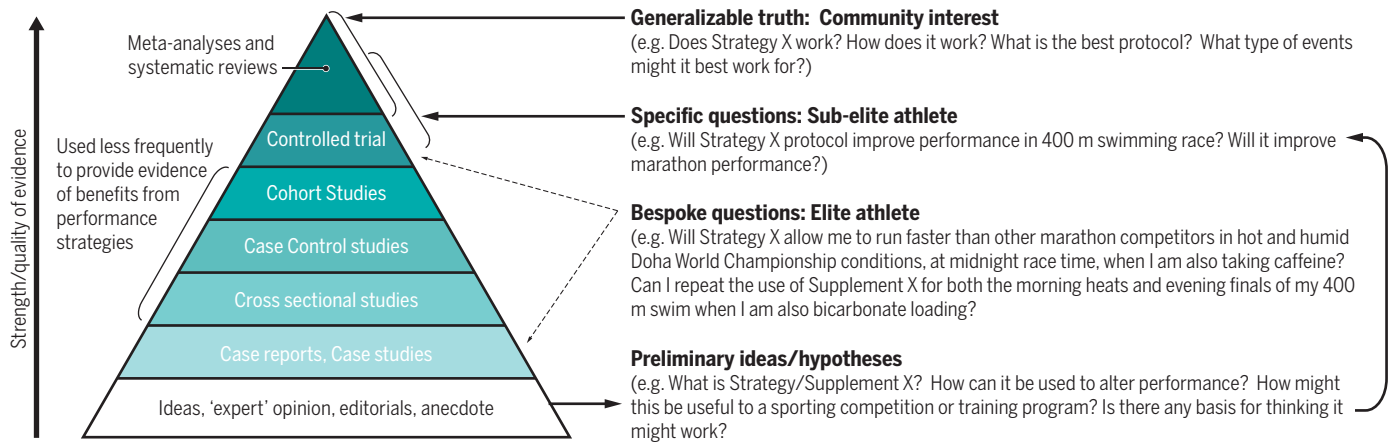 Strength/quality of evidence
Meta-analyses and
systematic reviews
Used less frequently
to provide evidence
of benefits from
performance
strategies
Controlled trial
Cohort Studies
Case Control studies
Cross sectional studies
Case reports, Case studies
Ideas, ‘expert’ opinion, editorials, anecdote
Generalizable truth: Community interest
(e.g. Does Strategy X work? How does it work? What is the best protocol? What type of events
might it best work for?)
Specific questions: Sub-elite athlete
(e.g. Will Strategy X protocol improve performance in 400 m swimming race? Will it improve
marathon performance?)
Bespoke questions: Elite athlete
(e.g. Will Strategy X allow me to run faster than other marathon competitors in hot and humid
Doha World Championship conditions, at midnight race time, when I am also taking caffeine?
Can I repeat the use of Supplement X for both the morning heats and evening finals of my 400
m swim when I am also bicarbonate loading?
Preliminary ideas/hypotheses
(e.g. What is Strategy/Supplement X? How can it be used to alter performance? How might
this be useful to a sporting competition or training program? Is there any basis for thinking it
might work?